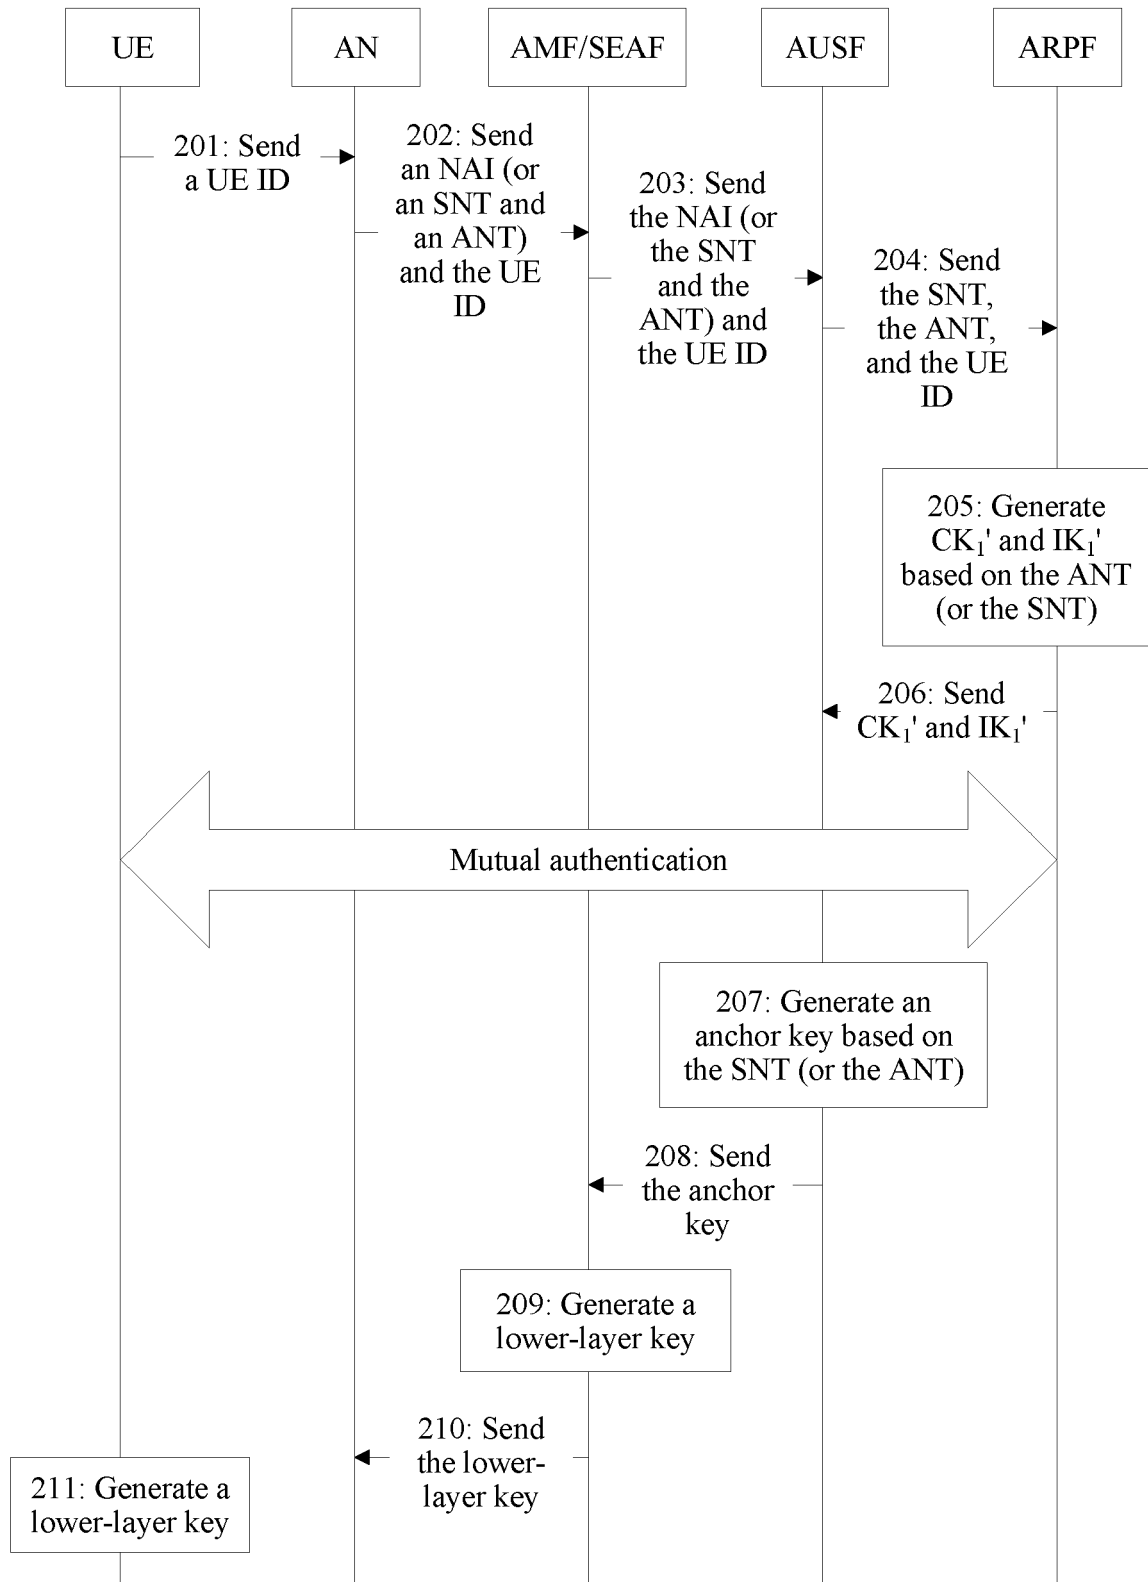 UE
AN
AMF/SEAF
AUSF
ARPF
201: Send
a UE ID
202: Send
an NAI (or
an SNT and
an ANT)
and the UE
ID
203: Send
the NAI (or
the SNT
and the
ANT) and
the UE ID
204: Send
the SNT,
the ANT,
and the UE
ID
205: Generate
CK₁' and IK₁'
based on the ANT
(or the SNT)
206: Send
CK₁' and IK₁'
Mutual authentication
207: Generate an
anchor key based on
the SNT (or the ANT)
208: Send
the anchor
key
209: Generate a
lower-layer key
210: Send
the lower-
layer key
211: Generate a
lower-layer key